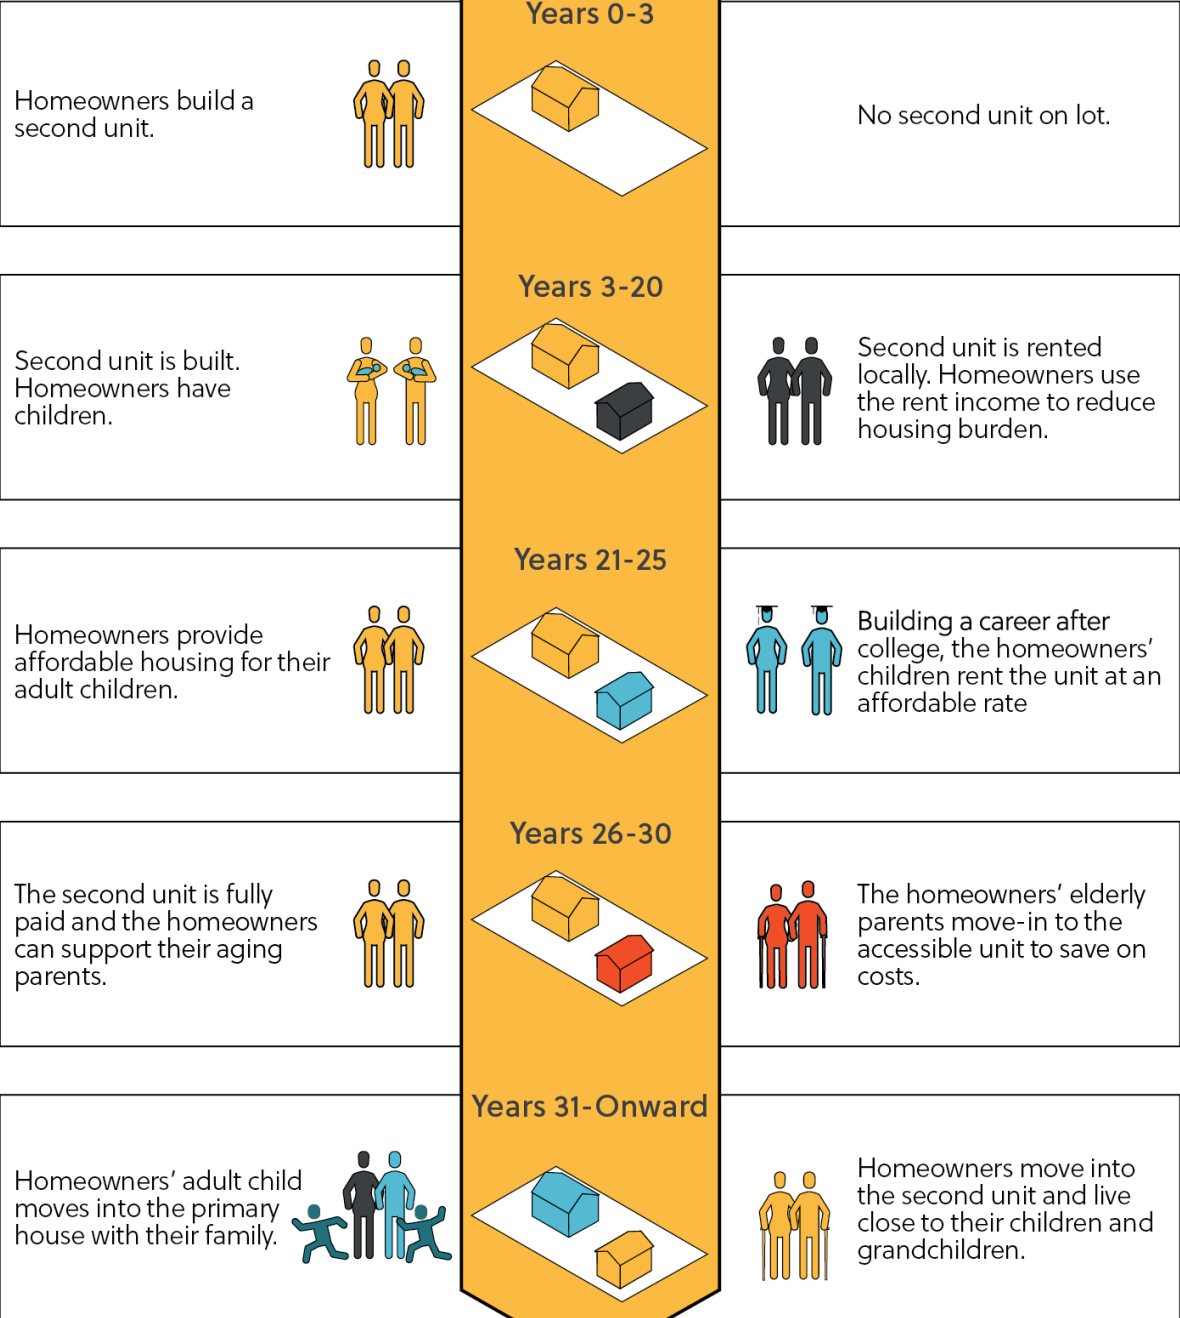 Years 0-3
Homeowners build a
second unit.
No second unit on lot.
Years 3-20
Second unit is built.
Homeowners have
children.
Second unit is rented
locally. Homeowners use
the rent income to reduce
housing burden.
Years 21-25
Homeowners provide
affordable housing for their
adult children.
Building a career after
college, the homeowners’
children rent the unit at an
affordable rate
Years 26-30
The second unit is fully
paid and the homeowners
can support their aging
parents.
The homeowners’ elderly
parents move-in to the
accessible unit to save on
costs.
Years 31-Onward
Homeowners’ adult child
moves into the primary
house with their family.
Homeowners move into
the second unit and live
close to their children and
grandchildren.